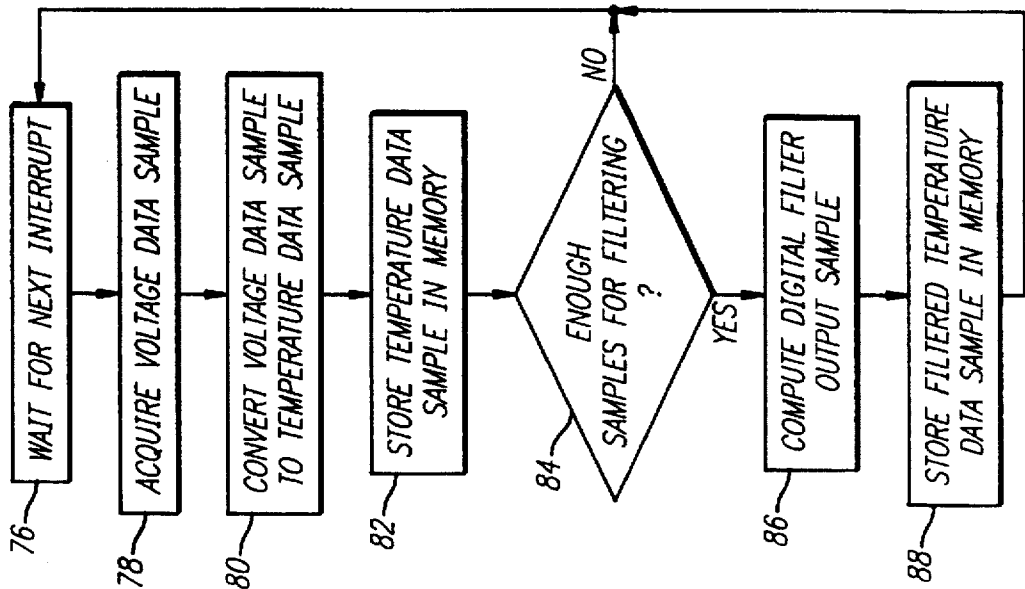 76
WAIT FOR NEXT INTERRUPT
78
ACQUIRE VOLTAGE DATA SAMPLE
80
CONVERT VOLTAGE DATA SAMPLE
TO TEMPERATURE DATA SAMPLE
82
STORE TEMPERATURE DATA
SAMPLE IN MEMORY
84
ENOUGH
SAMPLES FOR FILTERING
?
NO
YES
86
COMPUTE DIGITAL FILTER
OUTPUT SAMPLE
88
STORE FILTERED TEMPERATURE
DATA SAMPLE IN MEMORY